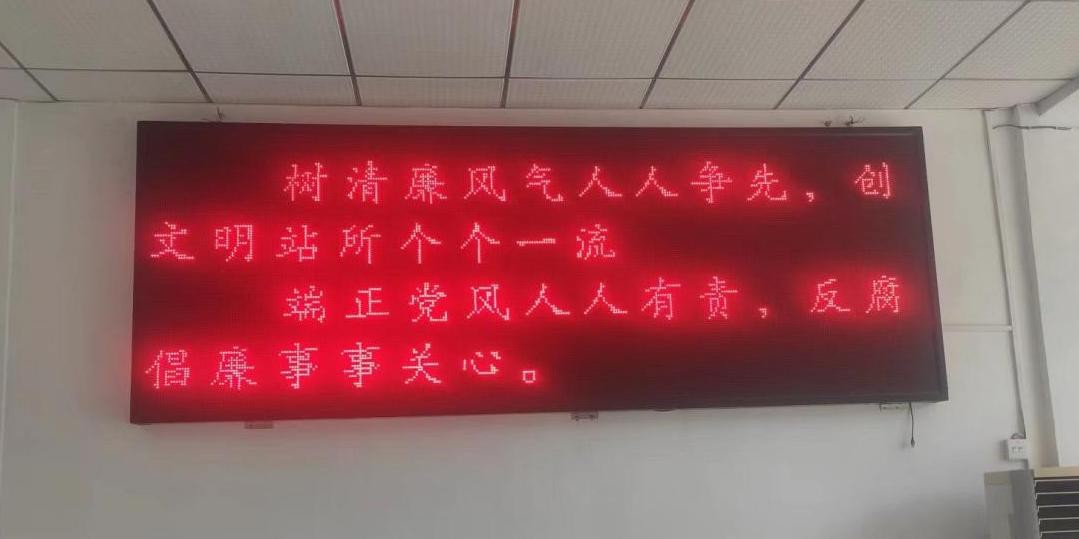 树清廉风气人人争先，创
文明站所个个一流
端正党风人人有责，反腐
倡廉事事关心。